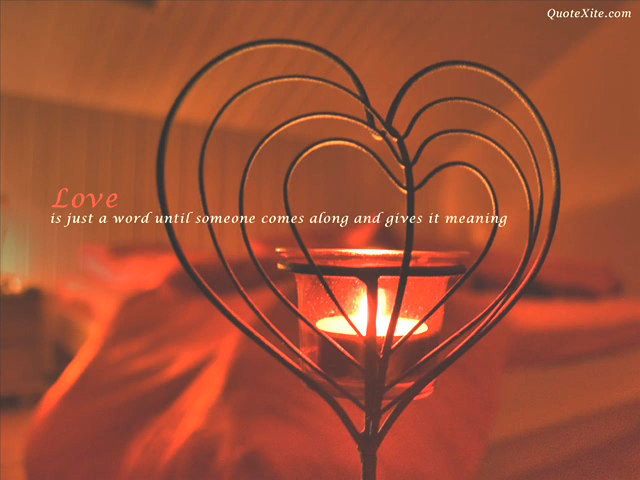 QuoteXite.com
Love
is just a word until someone comes along and gives it meaning